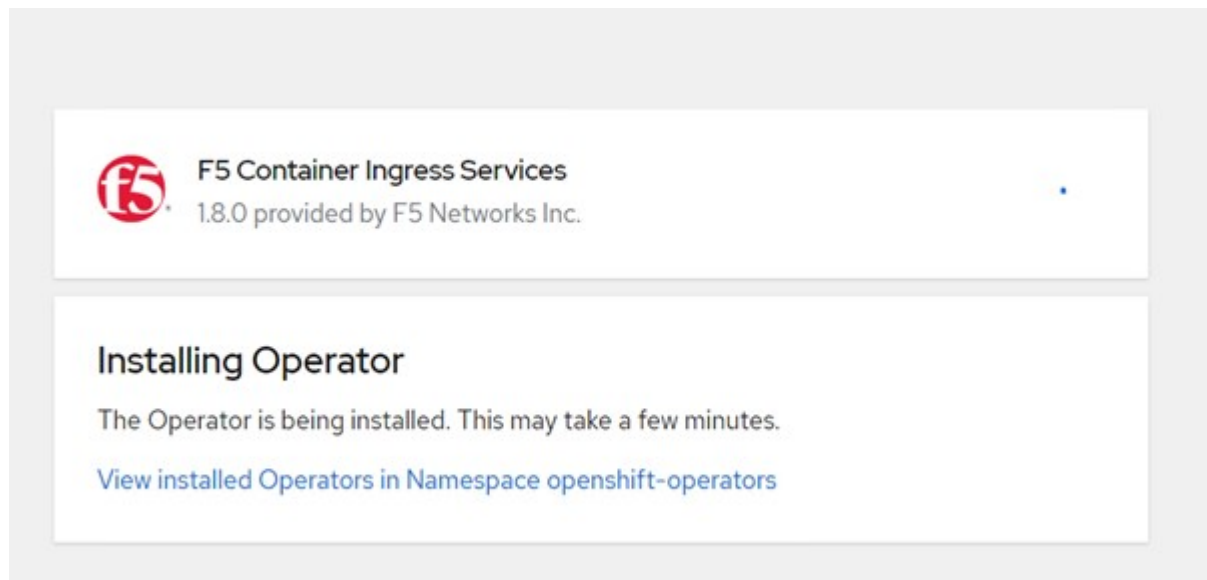 f5
F5 Container Ingress Services
1.8.0 provided by F5 Networks Inc.
Installing Operator
The Operator is being installed. This may take a few minutes.
View installed Operators in Namespace openshift-operators